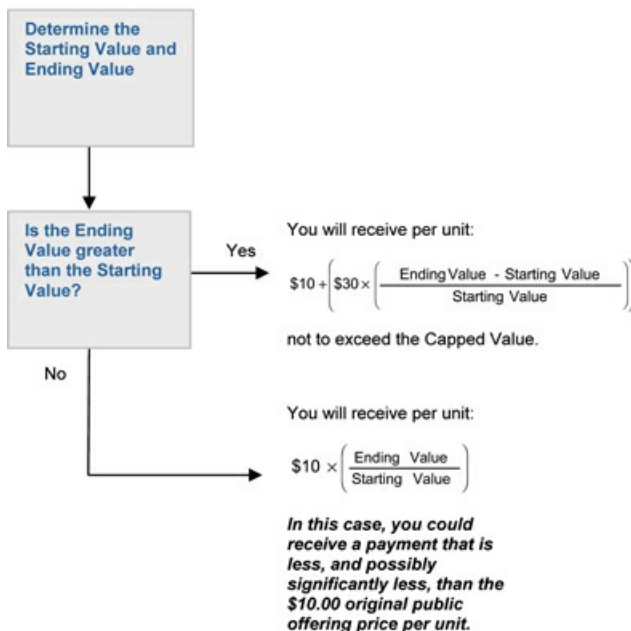 Determine the
Starting Value and
Ending Value
Is the Ending
Value greater
than the Starting
Value?
Yes
You will receive per unit:
$10 + ( $30 × ( Ending Value - Starting Value
Starting Value ) )
not to exceed the Capped Value.
No
You will receive per unit:
$10 × ( Ending Value
Starting Value )
In this case, you could
receive a payment that is
less, and possibly
significantly less, than the
$10.00 original public
offering price per unit.